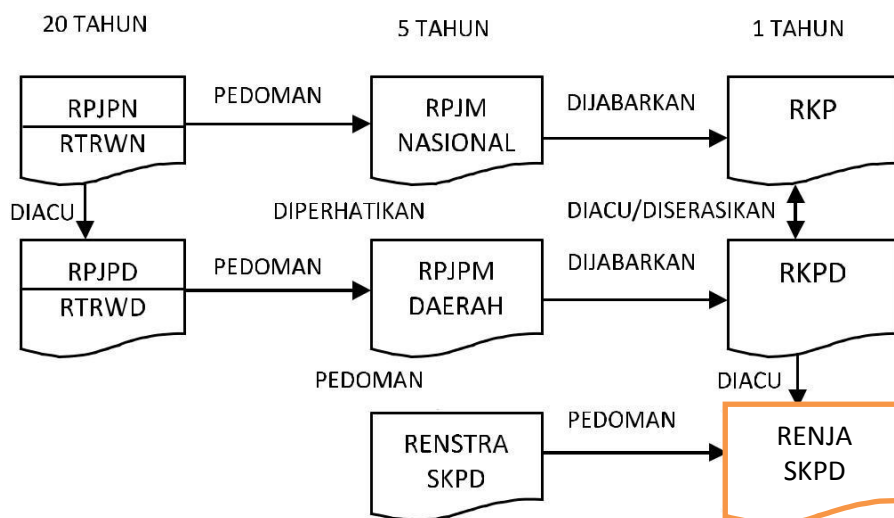 20 TAHUN
5 TAHUN
1 TAHUN
RPJPN
RTRWN
PEDOMAN
RPJM
NASIONAL
DIJABARKAN
RKP
DIACU
DIPERHATIKAN
DIACU/DISERASIKAN
RPJPD
RTRWD
PEDOMAN
RPJPM
DAERAH
DIJABARKAN
RKPD
PEDOMAN
DIACU
RENSTRA
SKPD
PEDOMAN
RENJA
SKPD